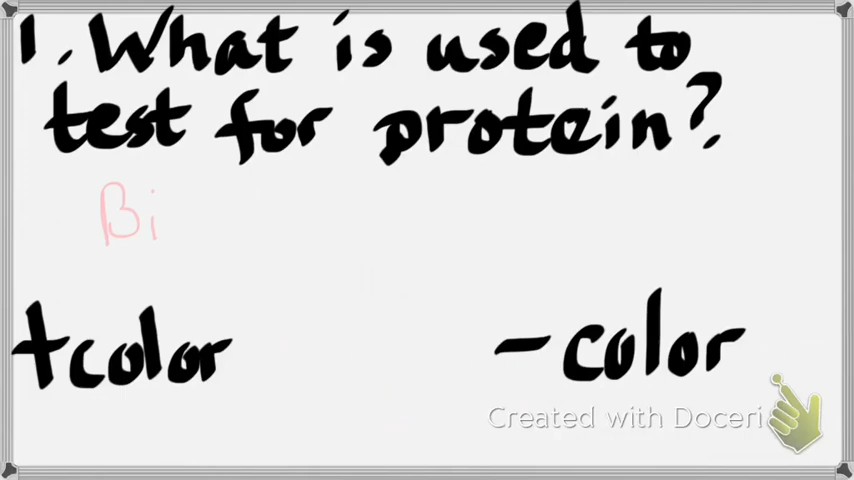 1. What is used to
test for protein?
Bi
+color
-color
Created with Doceri